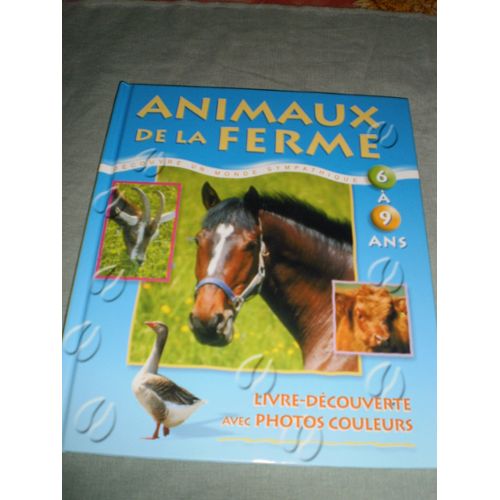 ANIMAUX
DE LA FERME
DÉCOUVRE UN MONDE SYMPATHIQUE
6
À
9
ANS
LIVRE-DÉCOUVERTE
AVEC PHOTOS COULEURS